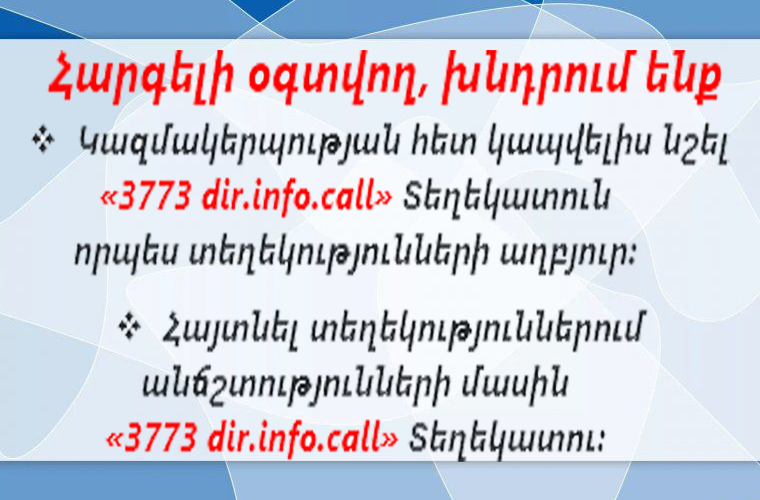 Հարգելի օգտվող, խնդրում ենք
❖ Կազմակերպության հետ կապվելիս նշել
«3773 dir.info.call» Տեղեկատուն
որպես տեղեկությունների աղբյուր:
❖ Հայտնել տեղեկություններում
անճշտությունների մասին
«3773 dir.info.call» Տեղեկատու: